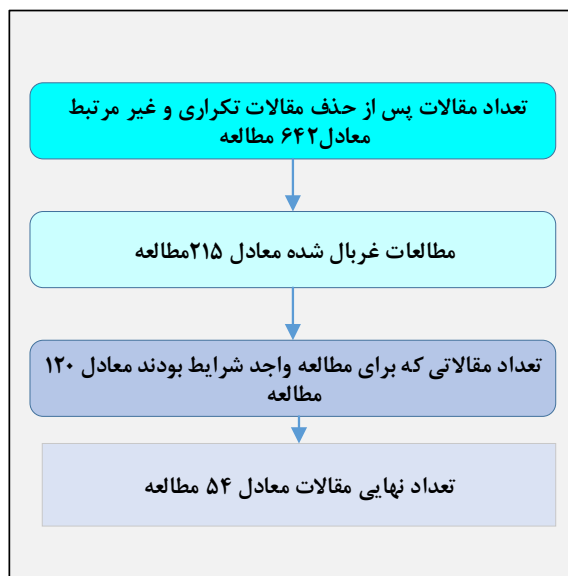 تعداد مقالات پس از حذف مقالات تکراری و غیر مرتبط
معادل۶۴۲ مطالعه
مطالعات غربال شده معادل ۲۱۵مطالعه
تعداد مقالاتی که برای مطالعه واجد شرایط بودند معادل ۱۲۰
مطالعه
تعداد نهایی مقالات معادل ۵۴ مطالعه